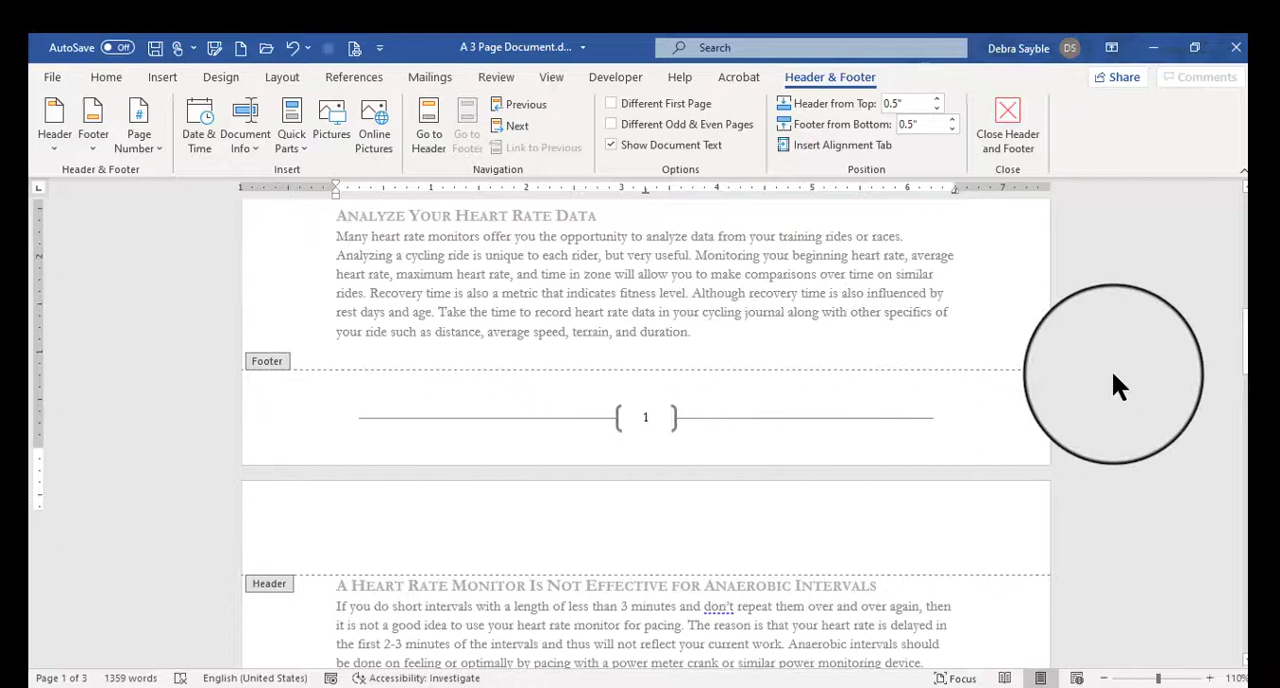 AutoSave Off A 3 Page Document.d... Search Debra Sayble DS
File Home Insert Design Layout References Mailings Review View Developer Help Acrobat Header & Footer Share Comments
Header Footer Page Number
Header & Footer
Date & Time Document Info Quick Parts Pictures Online Pictures
Insert
Go to Header Go to Footer Previous Next Link to Previous
Navigation
Different First Page
Different Odd & Even Pages
Show Document Text
Options
Header from Top: 0.5"
Footer from Bottom: 0.5"
Insert Alignment Tab
Position
Close Header and Footer
Close
1 1 2 3 4 5 6 7
2
1
ANALYZE YOUR HEART RATE DATA
Many heart rate monitors offer you the opportunity to analyze data from your training rides or races.
Analyzing a cycling ride is unique to each rider, but very useful. Monitoring your beginning heart rate, average
heart rate, maximum heart rate, and time in zone will allow you to make comparisons over time on similar
rides. Recovery time is also a metric that indicates fitness level. Although recovery time is also influenced by
rest days and age. Take the time to record heart rate data in your cycling journal along with other specifics of
your ride such as distance, average speed, terrain, and duration.
Footer
1
Header
A HEART RATE MONITOR IS NOT EFFECTIVE FOR ANAEROBIC INTERVALS
If you do short intervals with a length of less than 3 minutes and don't repeat them over and over again, then
it is not a good idea to use your heart rate monitor for pacing. The reason is that your heart rate is delayed in
the first 2-3 minutes of the intervals and thus will not reflect your current work. Anaerobic intervals should
be done on feeling or optimally by pacing with a power meter crank or similar power monitoring device.
Page 1 of 3 1359 words English (United States) Accessibility: Investigate Focus 110%